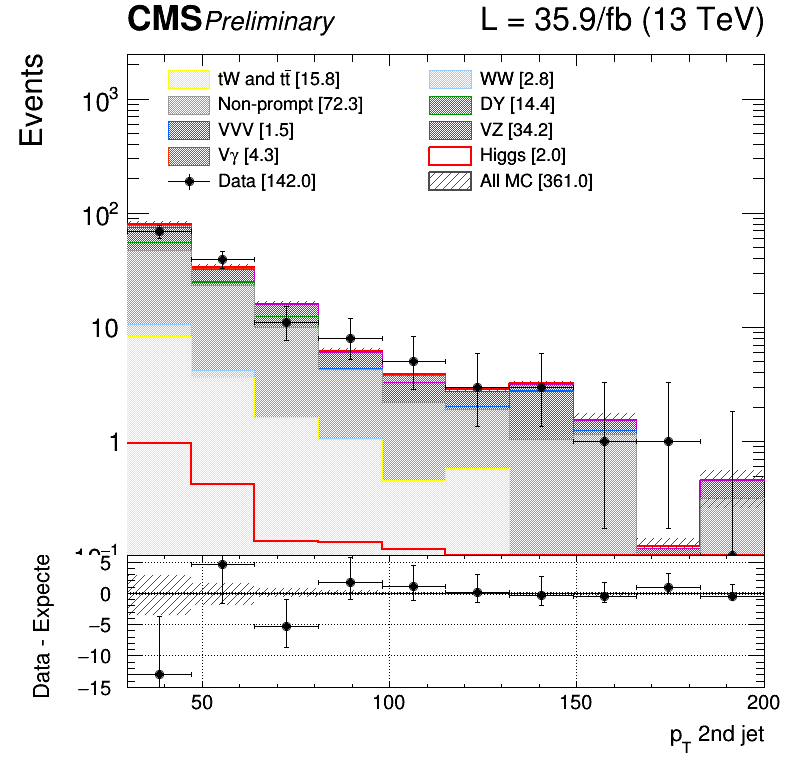 CMS Preliminary L = 35.9/fb (13 TeV)
Events
tW and tt̄ [15.8] WW [2.8]
Non-prompt [72.3] DY [14.4]
VVV [1.5] VZ [34.2]
Vγ [4.3] Higgs [2.0]
Data [142.0] All MC [361.0]
10³
10²
10
1
10⁻¹
Data - Expecte
5
0
−5
−10
−15
50 100 150 200
p_T 2nd jet